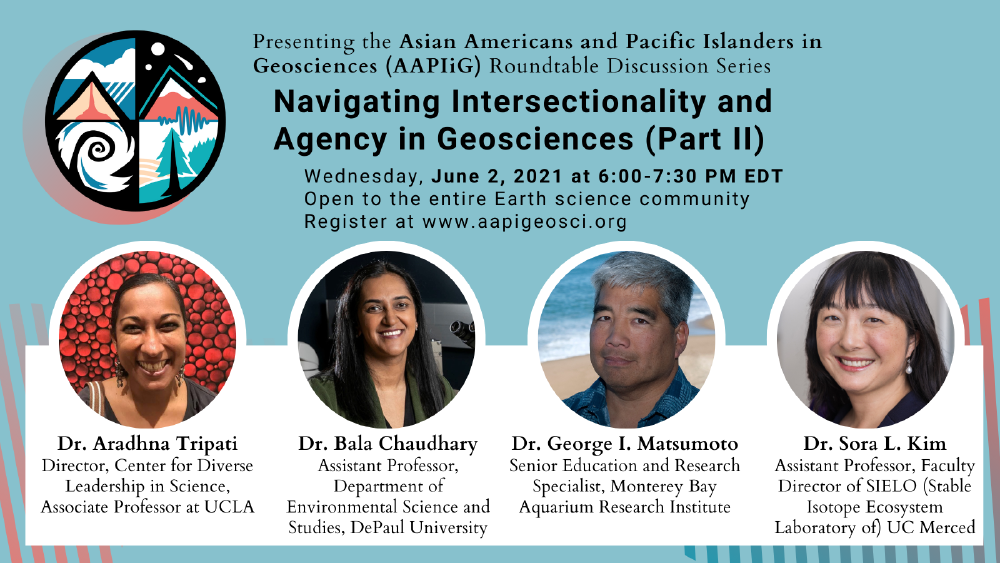 Presenting the Asian Americans and Pacific Islanders in
Geosciences (AAPIiG) Roundtable Discussion Series
Navigating Intersectionality and
Agency in Geosciences (Part II)
Wednesday, June 2, 2021 at 6:00-7:30 PM EDT
Open to the entire Earth science community
Register at www.aapigeosci.org
Dr. Aradhna Tripati
Director, Center for Diverse
Leadership in Science,
Associate Professor at UCLA
Dr. Bala Chaudhary
Assistant Professor,
Department of
Environmental Science and
Studies, DePaul University
Dr. George I. Matsumoto
Senior Education and Research
Specialist, Monterey Bay
Aquarium Research Institute
Dr. Sora L. Kim
Assistant Professor, Faculty
Director of SIELO (Stable
Isotope Ecosystem
Laboratory of) UC Merced